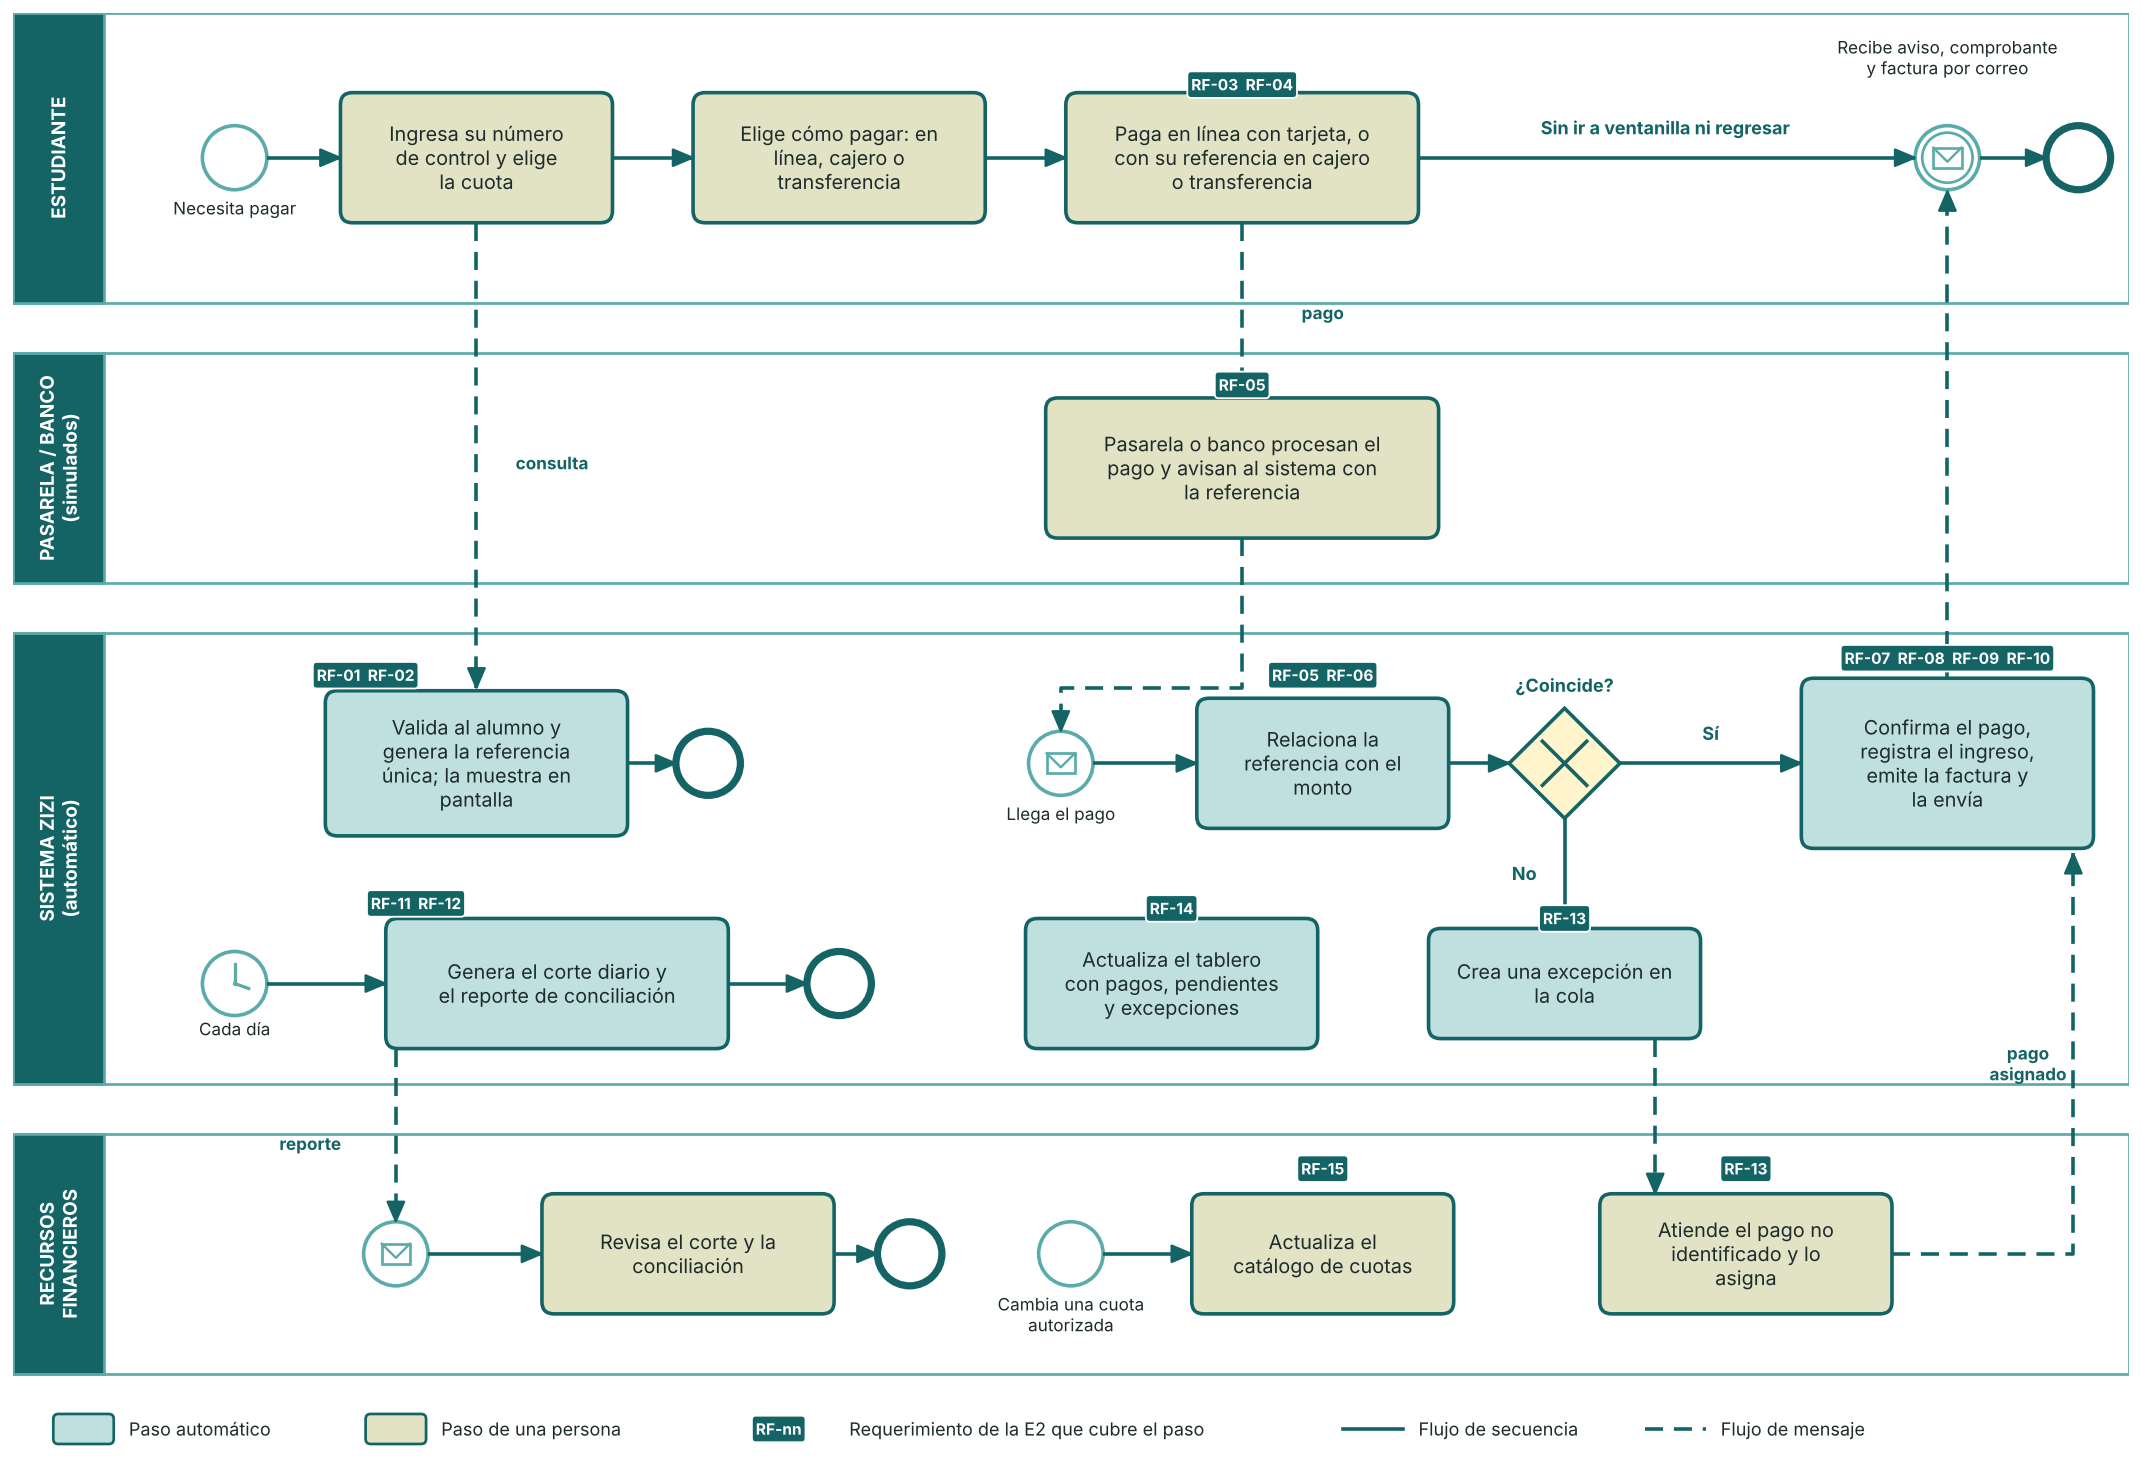 ESTUDIANTE
Necesita pagar
Ingresa su número
de control y elige
la cuota
Elige cómo pagar: en
línea, cajero o
transferencia
RF-03 RF-04
Paga en línea con tarjeta, o
con su referencia en cajero
o transferencia
Sin ir a ventanilla ni regresar
Recibe aviso, comprobante
y factura por correo
pago
PASARELA / BANCO
(simulados)
consulta
RF-05
Pasarela o banco procesan el
pago y avisan al sistema con
la referencia
SISTEMA ZIZI
(automático)
RF-01 RF-02
Valida al alumno y
genera la referencia
única; la muestra en
pantalla
Llega el pago
RF-05 RF-06
Relaciona la
referencia con el
monto
¿Coincide?
Sí
No
RF-07 RF-08 RF-09 RF-10
Confirma el pago,
registra el ingreso,
emite la factura y
la envía
Cada día
RF-11 RF-12
Genera el corte diario y
el reporte de conciliación
RF-14
Actualiza el tablero
con pagos, pendientes
y excepciones
RF-13
Crea una excepción en
la cola
pago
asignado
RECURSOS
FINANCIEROS
reporte
Revisa el corte y la
conciliación
Cambia una cuota
autorizada
RF-15
Actualiza el
catálogo de cuotas
RF-13
Atiende el pago no
identificado y lo
asigna
Paso automático
Paso de una persona
RF-nn
Requerimiento de la E2 que cubre el paso
Flujo de secuencia
Flujo de mensaje